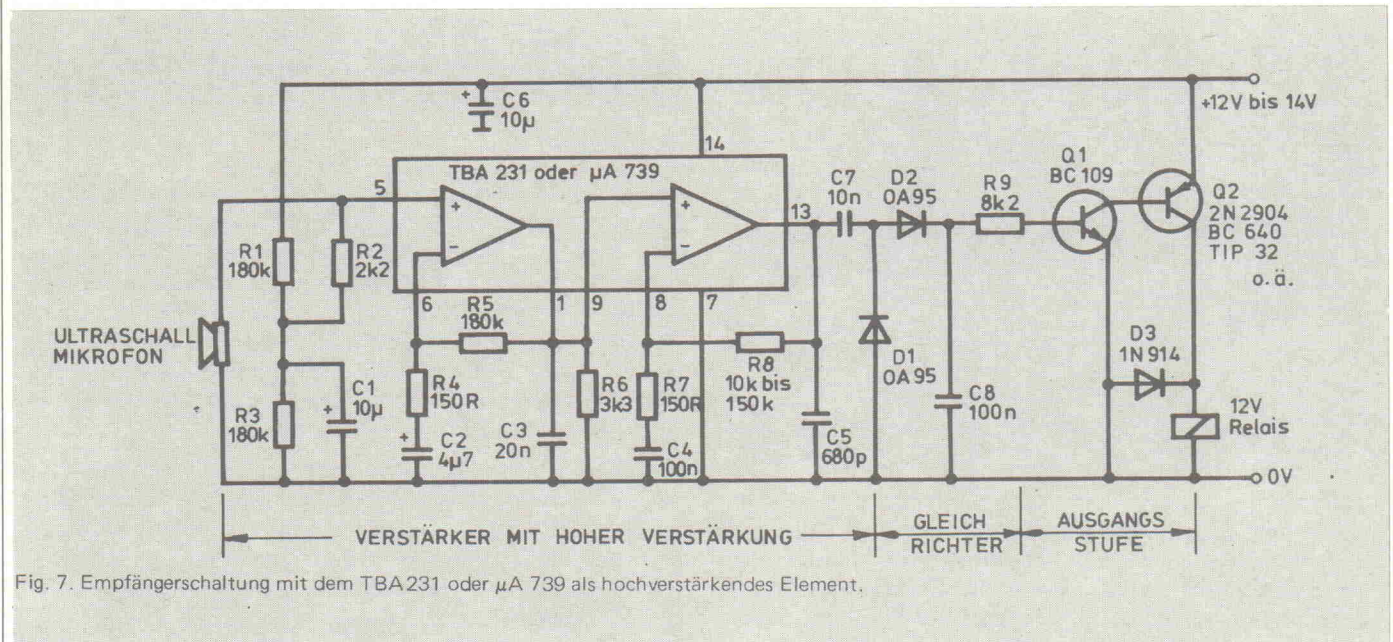 C6
10µ
+
+12V bis 14V
14
TBA 231 oder µA 739
5
+
−
+
−
13
C7
10n
D2
OA95
R9
8k2
Q1
BC 109
Q2
2N 2904
BC 640
TIP 32
o.ä.
R1
180k
R2
2k2
6
1
9
8
7
R5
180k
ULTRASCHALL
MIKROFON
R4
150R
R6
3k3
R7
150R
R8
10k bis
150k
D1
OA95
D3
1N 914
R3
180k
+
C1
10µ
+
C2
4µ7
C3
20n
C4
100n
C5
680p
C8
100n
12V
Relais
0V
VERSTÄRKER MIT HOHER VERSTÄRKUNG
GLEICH
RICHTER
AUSGANGS
STUFE
Fig. 7. Empfängerschaltung mit dem TBA231 oder µA 739 als hochverstärkendes Element.